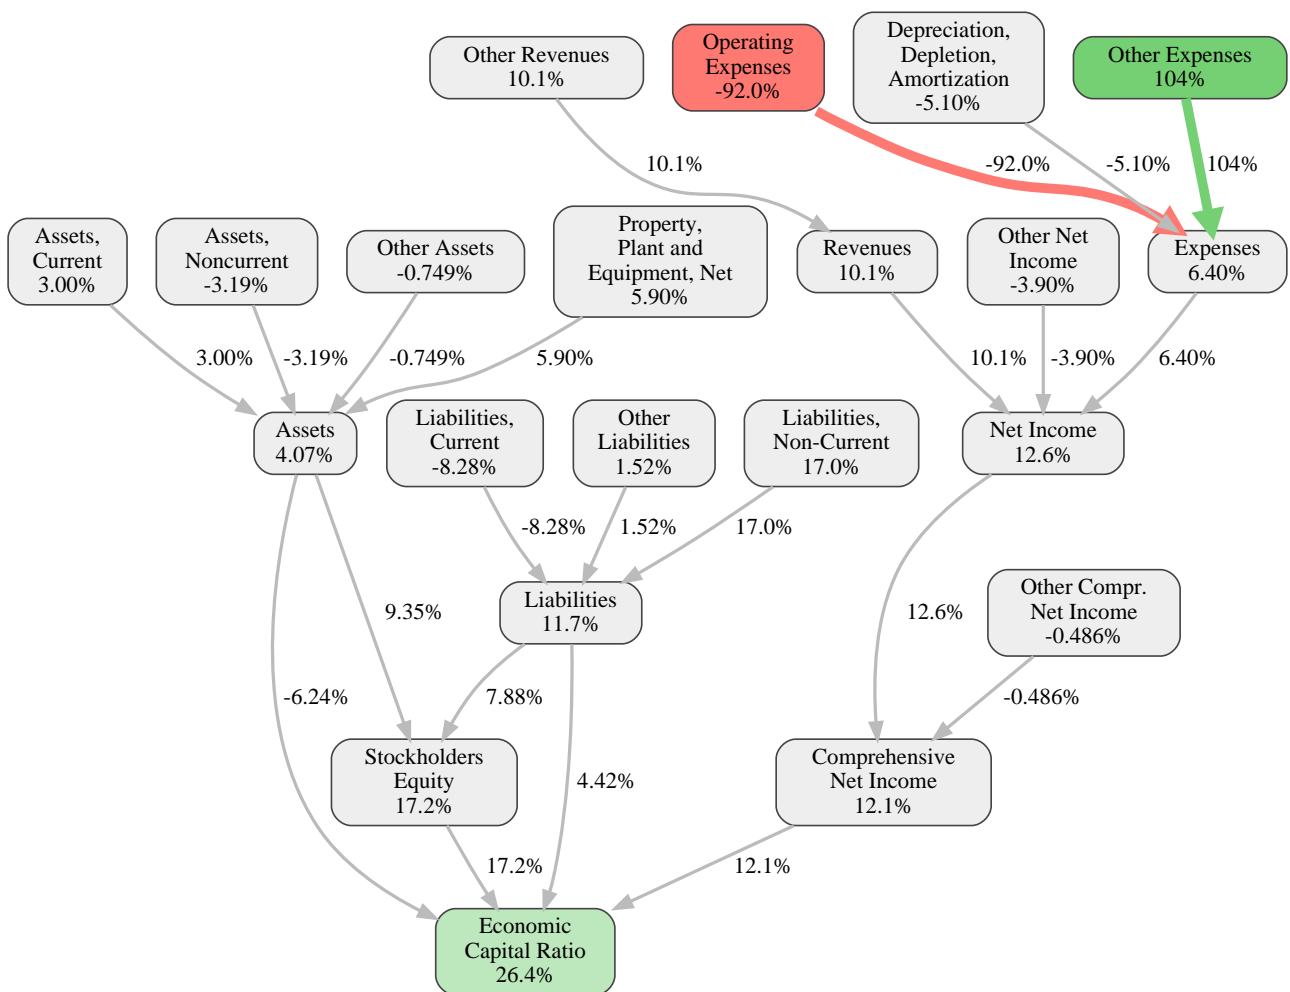 Other Revenues
10.1%
Operating
Expenses
-92.0%
Depreciation,
Depletion,
Amortization
-5.10%
Other Expenses
104%
10.1%
-92.0%
-5.10%
104%
Assets,
Current
3.00%
Assets,
Noncurrent
-3.19%
Other Assets
-0.749%
Property,
Plant and
Equipment, Net
5.90%
Revenues
10.1%
Other Net
Income
-3.90%
Expenses
6.40%
3.00%
-3.19%
-0.749%
5.90%
10.1%
-3.90%
6.40%
Assets
4.07%
Liabilities,
Current
-8.28%
Other
Liabilities
1.52%
Liabilities,
Non-Current
17.0%
Net Income
12.6%
-8.28%
1.52%
17.0%
9.35%
Liabilities
11.7%
12.6%
Other Compr.
Net Income
-0.486%
-6.24%
7.88%
-0.486%
Stockholders
Equity
17.2%
4.42%
Comprehensive
Net Income
12.1%
17.2%
12.1%
Economic
Capital Ratio
26.4%